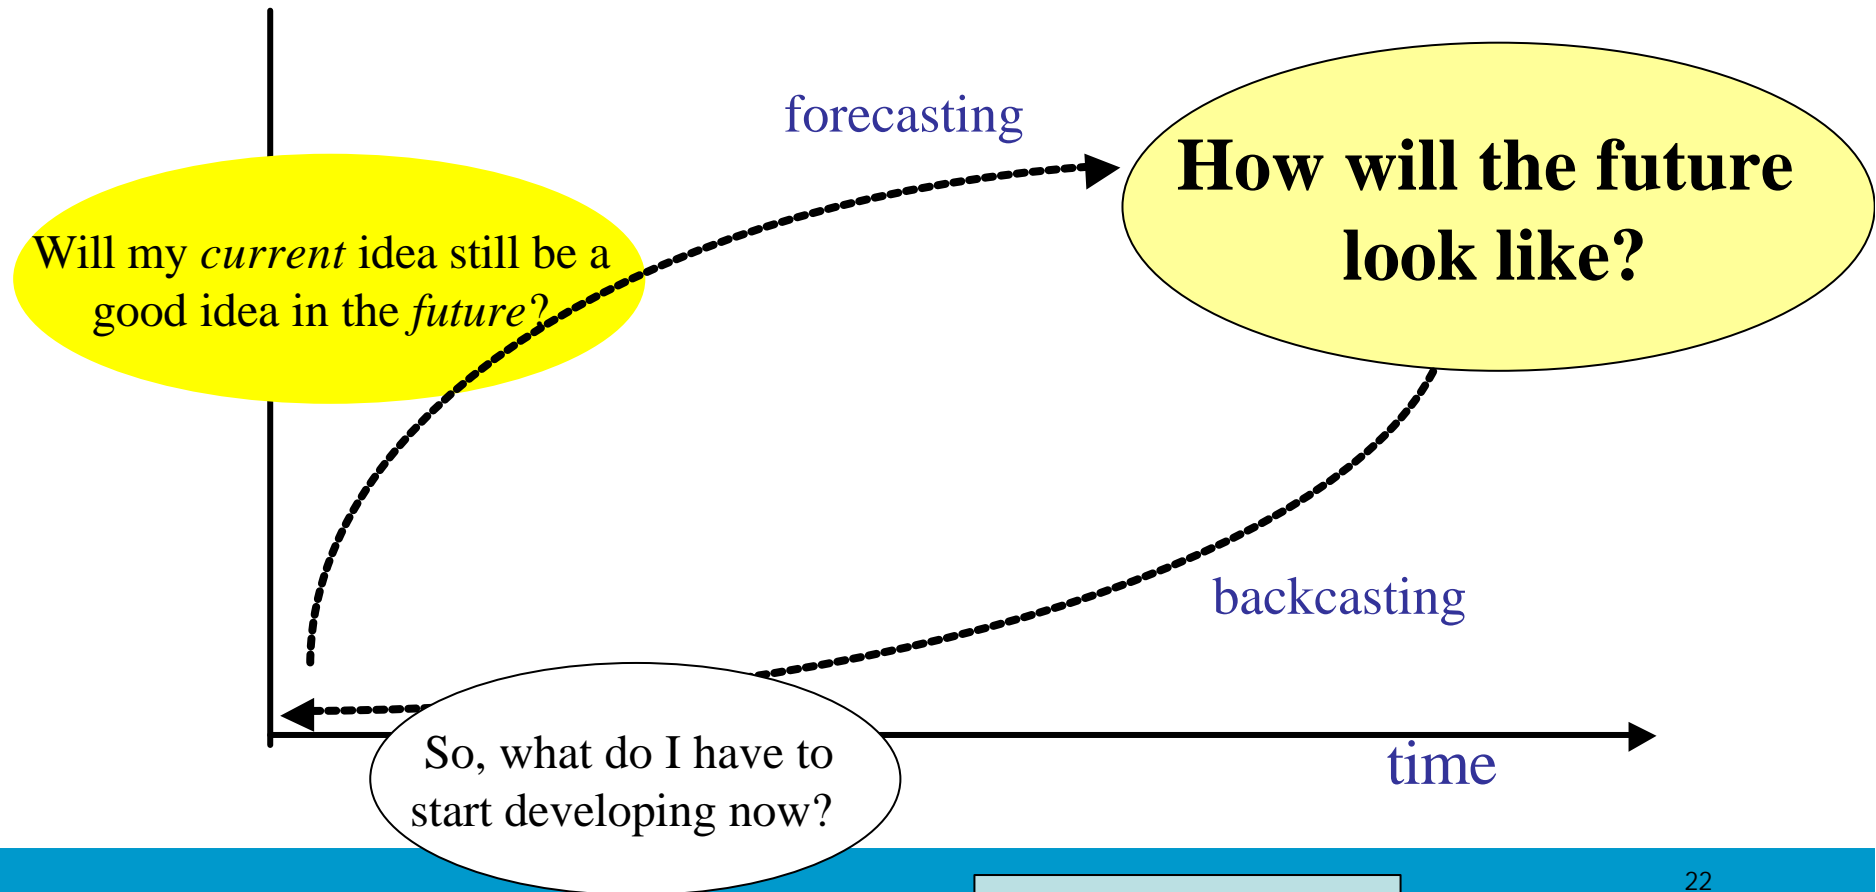 forecasting
How will the future
look like?
Will my current idea still be a
good idea in the future?
backcasting
So, what do I have to
start developing now?
time
22